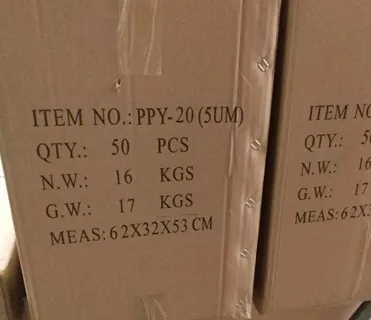 ITEM NO.: PPY-20 (5UM)
QTY.: 50 PCS
N.W.: 16 KGS
G.W.: 17 KGS
MEAS: 62X32X53 CM
ITEM NO.:
QTY.:
N.W.: 16
G.W.: 17
MEAS: 62X3